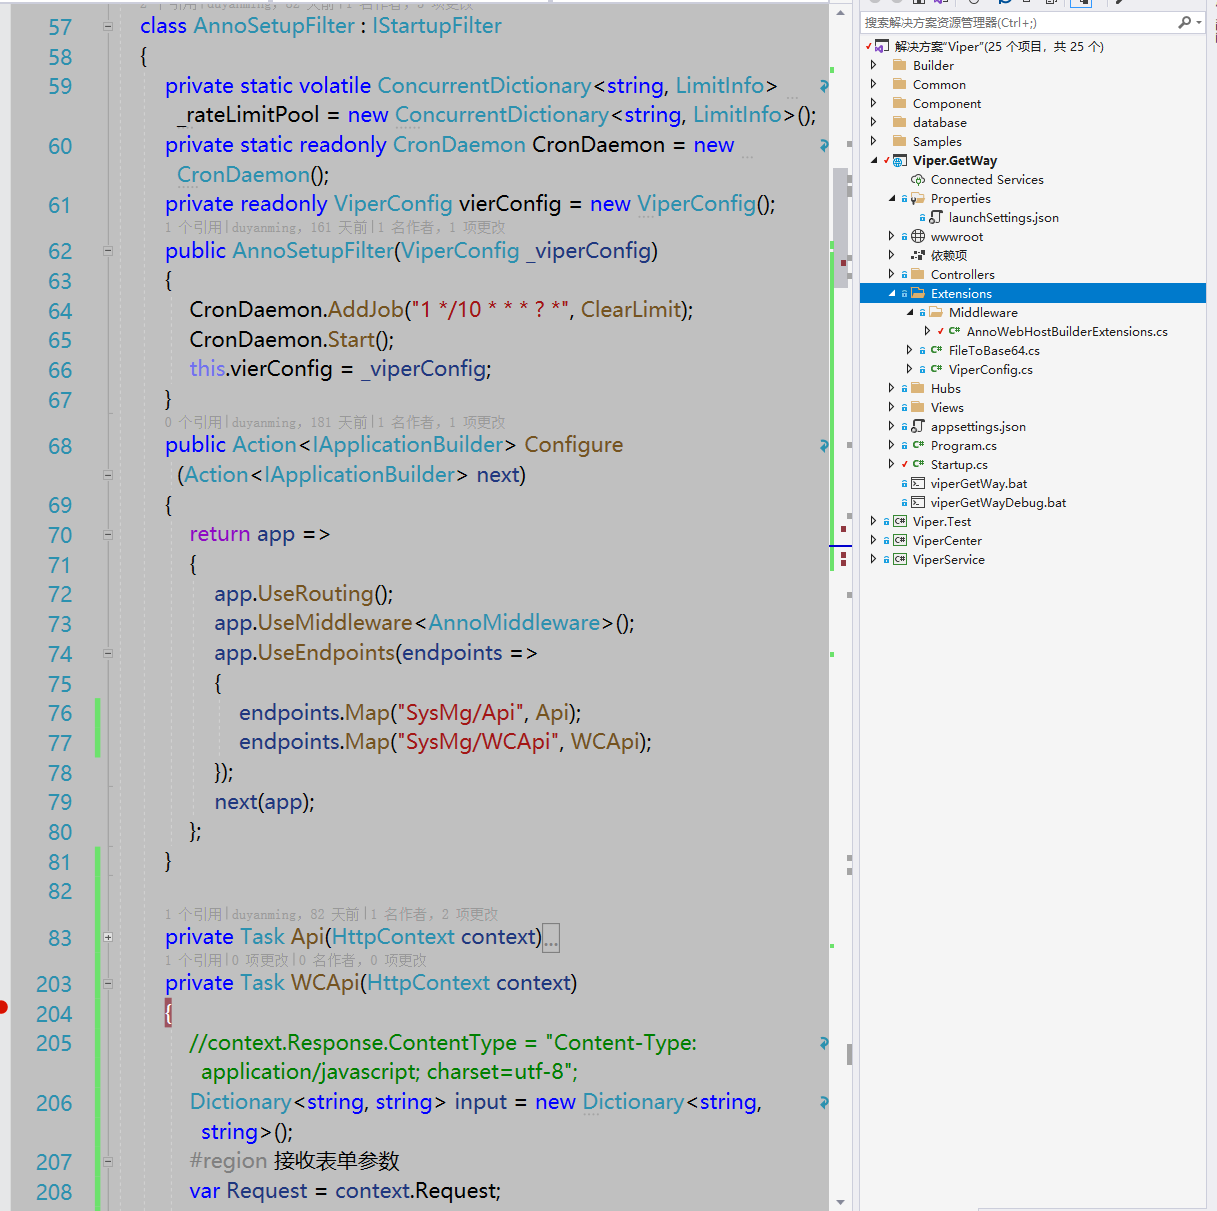 57 class AnnoSetupFilter : IStartupFilter
58 {
59 private static volatile ConcurrentDictionary<string, LimitInfo>
_rateLimitPool = new ConcurrentDictionary<string, LimitInfo>();
60 private static readonly CronDaemon CronDaemon = new
CronDaemon();
61 private readonly ViperConfig vierConfig = new ViperConfig();
1 个引用|duyanming，161 天前|1 名作者，1 项更改
62 public AnnoSetupFilter(ViperConfig _viperConfig)
63 {
64 CronDaemon.AddJob("1 */10 * * * ? *", ClearLimit);
65 CronDaemon.Start();
66 this.vierConfig = _viperConfig;
67 }
0 个引用|duyanming，181 天前|1 名作者，1 项更改
68 public Action<IApplicationBuilder> Configure
(Action<IApplicationBuilder> next)
69 {
70 return app =>
71 {
72 app.UseRouting();
73 app.UseMiddleware<AnnoMiddleware>();
74 app.UseEndpoints(endpoints =>
75 {
76 endpoints.Map("SysMg/Api", Api);
77 endpoints.Map("SysMg/WCApi", WCApi);
78 });
79 next(app);
80 };
81 }
82
1 个引用|duyanming，82 天前|1 名作者，2 项更改
83 private Task Api(HttpContext context)...
1 个引用|0 项更改|0 名作者，0 项更改
203 private Task WCApi(HttpContext context)
204 {
205 //context.Response.ContentType = "Content-Type:
application/javascript; charset=utf-8";
206 Dictionary<string, string> input = new Dictionary<string,
string>();
207 #region 接收表单参数
208 var Request = context.Request;
搜索解决方案资源管理器(Ctrl+;)
解决方案"Viper"(25 个项目，共 25 个)
Builder
Common
Component
database
Samples
Viper.GetWay
Connected Services
Properties
launchSettings.json
wwwroot
依赖项
Controllers
Extensions
Middleware
C# AnnoWebHostBuilderExtensions.cs
C# FileToBase64.cs
C# ViperConfig.cs
Hubs
Views
appsettings.json
C# Program.cs
C# Startup.cs
viperGetWay.bat
viperGetWayDebug.bat
C# Viper.Test
C# ViperCenter
C# ViperService